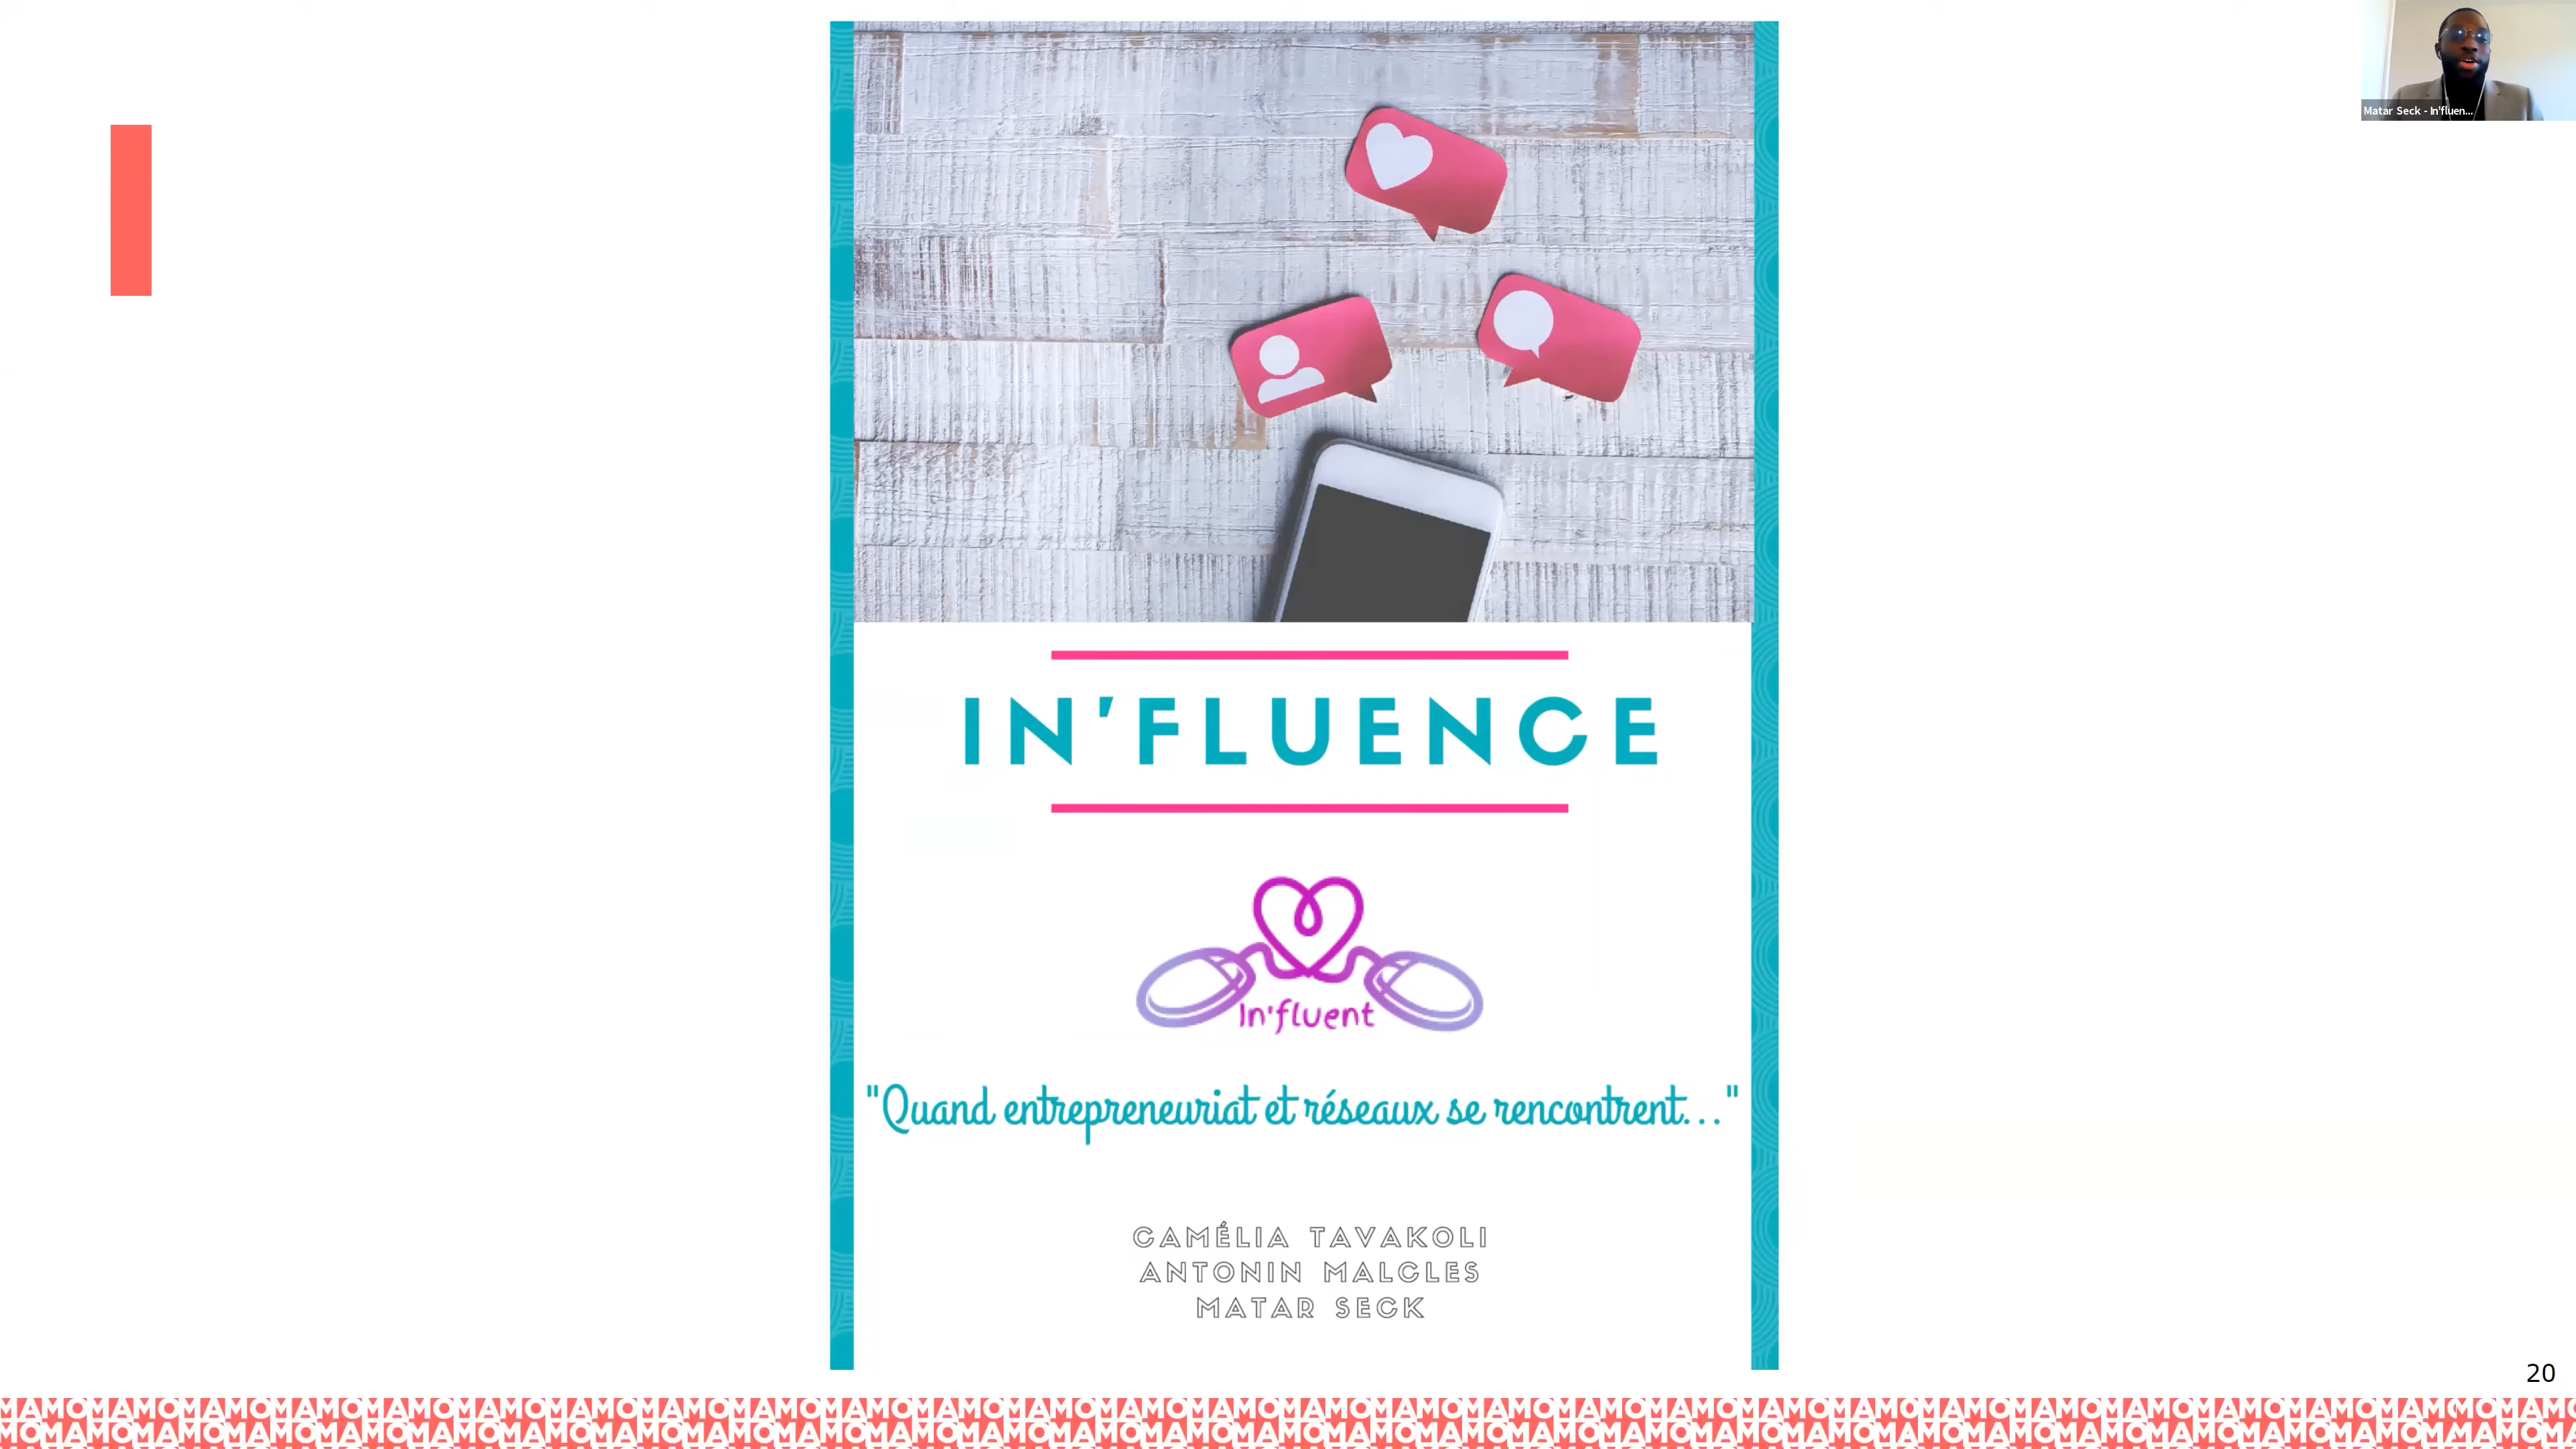 Matar Seck - In'fluen...
IN'FLUENCE
In'fluent
"Quand entrepreneuriat et réseaux se rencontrent..."
CAMÉLIA TAVAKOLI
ANTONIN MALCLES
MATAR SECK
20